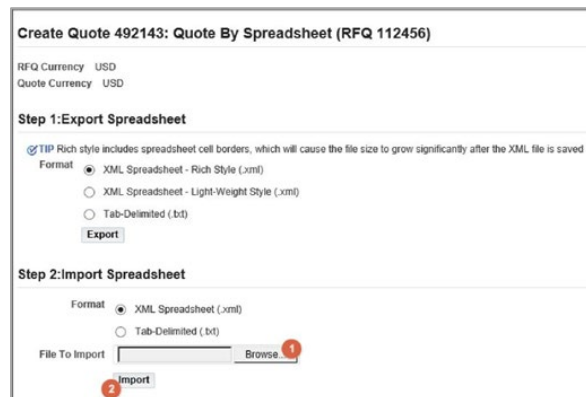 Create Quote 492143: Quote By Spreadsheet (RFQ 112456)
RFQ Currency USD
Quote Currency USD
Step 1:Export Spreadsheet
TIP Rich style includes spreadsheet cell borders, which will cause the file size to grow significantly after the XML file is saved
Format XML Spreadsheet - Rich Style (.xml)
XML Spreadsheet - Light-Weight Style (.xml)
Tab-Delimited (.txt)
Export
Step 2:Import Spreadsheet
Format XML Spreadsheet (.xml)
Tab-Delimited (.txt)
File To Import Browse... 1
2 Import